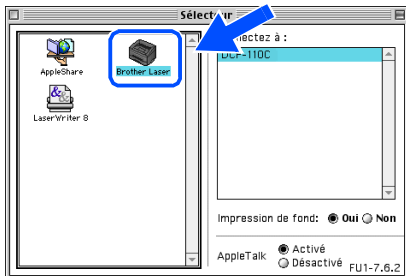 Sélecteur
AppleShare
Brother Laser
LaserWriter 8
ectez à :
DCP-110C
Impression de fond: Oui Non
AppleTalk
Activé
Désactivé
FU1-7.6.2